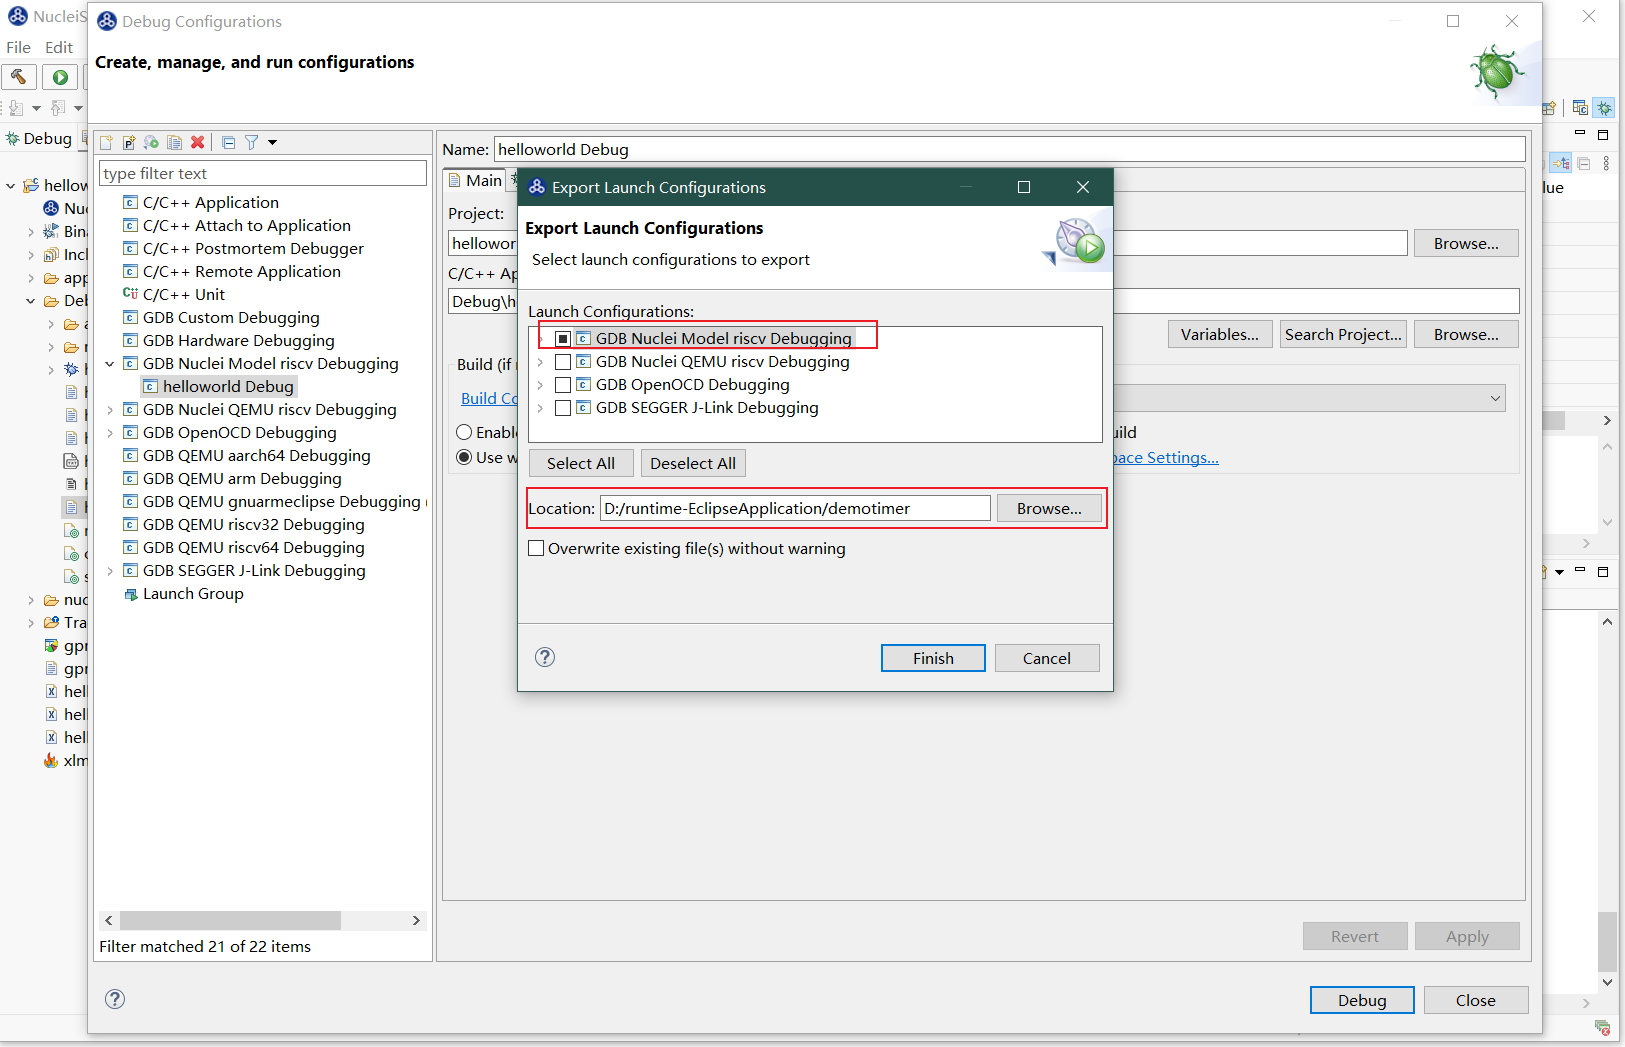 NucleiS
Debug Configurations
File Edit
Create, manage, and run configurations
Debug
Name: helloworld Debug
type filter text
Main
Export Launch Configurations
C/C++ Application
C/C++ Attach to Application
C/C++ Postmortem Debugger
C/C++ Remote Application
C/C++ Unit
GDB Custom Debugging
GDB Hardware Debugging
GDB Nuclei Model riscv Debugging
helloworld Debug
GDB Nuclei QEMU riscv Debugging
GDB OpenOCD Debugging
GDB QEMU aarch64 Debugging
GDB QEMU arm Debugging
GDB QEMU gnuarmeclipse Debugging (
GDB QEMU riscv32 Debugging
GDB QEMU riscv64 Debugging
GDB SEGGER J-Link Debugging
Launch Group
Filter matched 21 of 22 items
hellow
Nu
Bina
Incl
app
Deb
nuc
Tra
gpr
gpr
hell
hell
hell
xlm
Project:
hellowor
Browse...
C/C++ Ap
Debug\h
Variables...
Search Project...
Browse...
Build (if r
Build Co
Enable
uild
Use w
pace Settings...
lue
Export Launch Configurations
Select launch configurations to export
Launch Configurations:
GDB Nuclei Model riscv Debugging
GDB Nuclei QEMU riscv Debugging
GDB OpenOCD Debugging
GDB SEGGER J-Link Debugging
Select All
Deselect All
Location: D:/runtime-EclipseApplication/demotimer
Browse...
Overwrite existing file(s) without warning
Finish
Cancel
Revert
Apply
Debug
Close